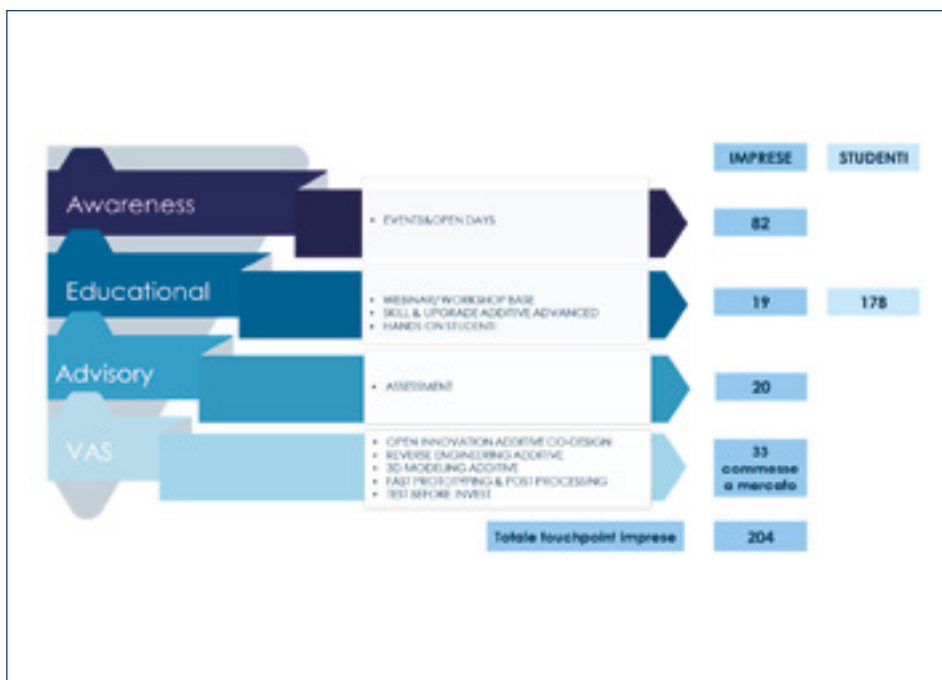 IMPRESE STUDENTI
Awareness
• EVENTS&OPEN DAYS
82
Educational
• WEBINAR/ WORKSHOP BASE
• SKILL & UPGRADE ADDITIVE ADVANCED
• HANDS-ON STUDENTI
19 178
Advisory
• ASSESSMENT
20
VAS
• OPEN INNOVATION ADDITIVE CO-DESIGN
• REVERSE ENGINEERING ADDITIVE
• 3D MODELING ADDITIVE
• FAST PROTOTYPING & POST PROCESSING
• TEST BEFORE INVEST
33
commesse
a mercato
Totale touchpoint imprese 204